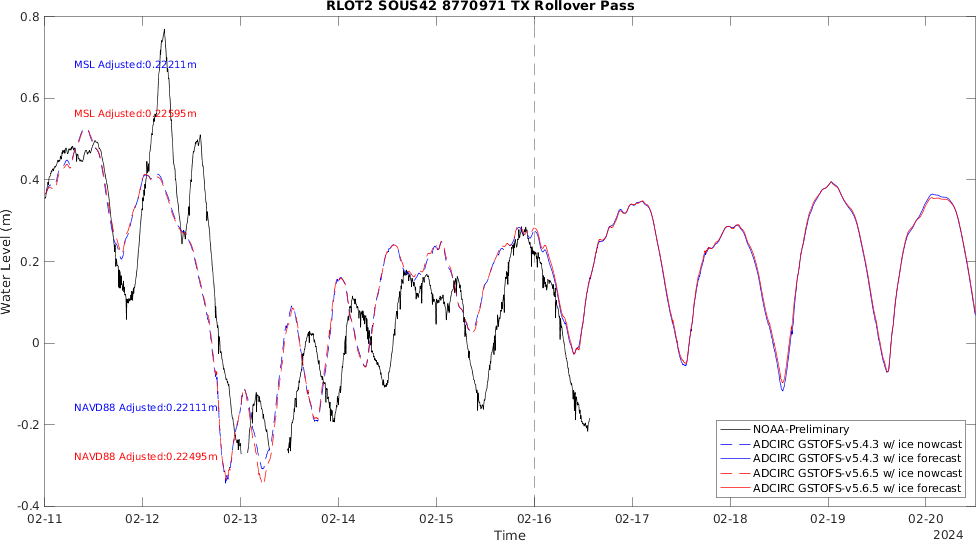 RLOT2 SOUS42 8770971 TX Rollover Pass
0.8
MSL Adjusted:0.22211m
0.6
MSL Adjusted:0.22595m
0.4
0.2
Water Level (m)
0
-0.2
NAVD88 Adjusted:0.22111m
NAVD88 Adjusted:0.22495m
-0.4
NOAA-Preliminary
ADCIRC GSTOFS-v5.4.3 w/ ice nowcast
ADCIRC GSTOFS-v5.4.3 w/ ice forecast
ADCIRC GSTOFS-v5.6.5 w/ ice nowcast
ADCIRC GSTOFS-v5.6.5 w/ ice forecast
02-11 02-12 02-13 02-14 02-15 02-16 02-17 02-18 02-19 02-20
Time
2024